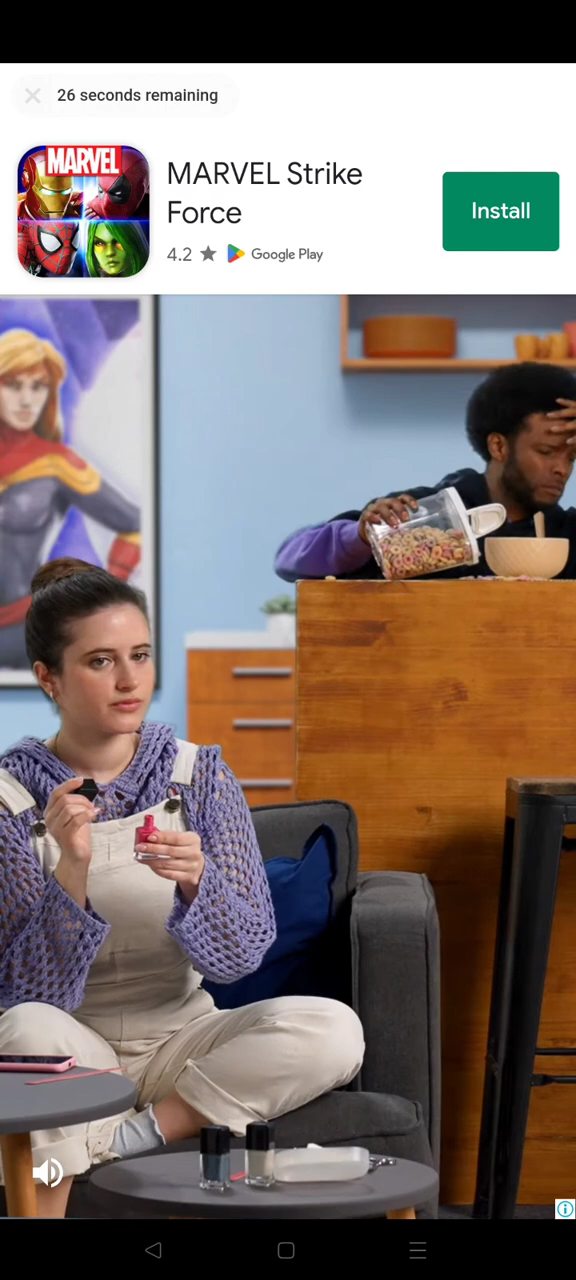 26 seconds remaining
MARVEL
MARVEL Strike
Force
Install
4.2 ★ Google Play